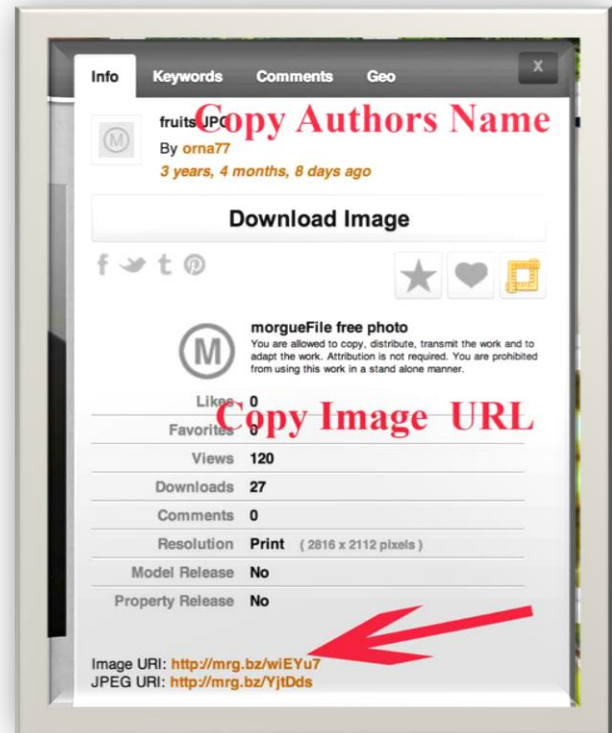 Info Keywords Comments Geo X
fruits.JPG
Copy Authors Name
By orna77
3 years, 4 months, 8 days ago
Download Image
morgueFile free photo
You are allowed to copy, distribute, transmit the work and to
adapt the work. Attribution is not required. You are prohibited
from using this work in a stand alone manner.
Likes 0
Copy Image URL
Favorites 0
Views 120
Downloads 27
Comments 0
Resolution Print ( 2816 x 2112 pixels )
Model Release No
Property Release No
Image URI: http://mrg.bz/wiEYu7
JPEG URI: http://mrg.bz/YjtDds